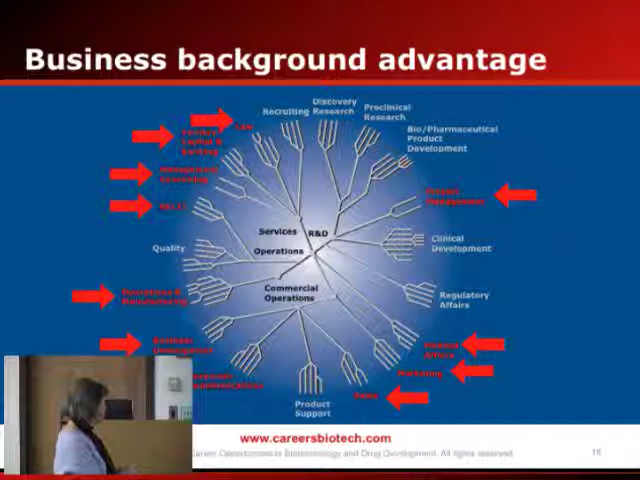 Business background advantage
Discovery
Research
Recruiting
Preclinical
Research
Law
Bio/Pharmaceutical
Product
Development
Venture
Capital &
Banking
Management
Consulting
Project
Management
Services
R&D
Quality
Operations
Clinical
Development
Commercial
Operations
Regulatory
Affairs
Operations &
Manufacturing
Business
Development
Medical
Affairs
Marketing
Sales
Product
Support
www.careersbiotech.com
Career Opportunities in Biotechnology and Drug Development. All rights reserved